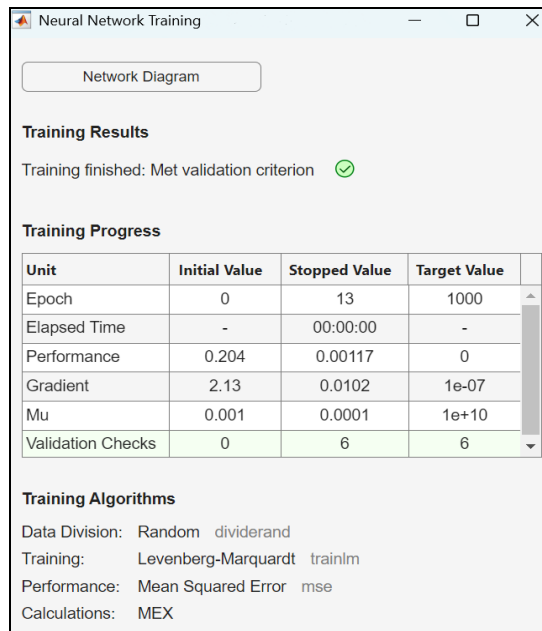 Neural Network Training
Network Diagram
Training Results
Training finished: Met validation criterion
Training Progress
Unit Initial Value Stopped Value Target Value
Epoch 0 13 1000
Elapsed Time - 00:00:00 -
Performance 0.204 0.00117 0
Gradient 2.13 0.0102 1e-07
Mu 0.001 0.0001 1e+10
Validation Checks 0 6 6
Training Algorithms
Data Division: Random dividerand
Training: Levenberg-Marquardt trainlm
Performance: Mean Squared Error mse
Calculations: MEX